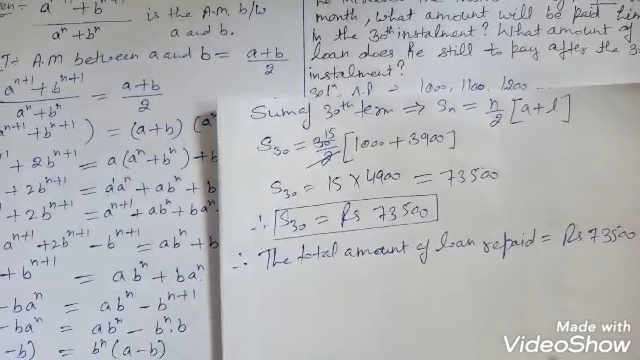 a^(n+1) + b^(n+1)
a^n + b^n
is the A.M. b/w
a and b.
A.M between a and b = (a+b)/2
(a^(n+1) + b^(n+1))/(a^n + b^n) = (a+b)/2
a^(n+1) + b^(n+1)) = (a+b) (a^n
+ 2b^(n+1) = a(a^n + b^n) + b
+ 2b^(n+1) = a a^n + ab^n + b
+ 2b^(n+1) = a^(n+1) + ab^n + ba^n
a^(n+1) + 2b^(n+1) - b^(n+1) = ab^n + b
+ b^(n+1) = ab^n + ba^n
- ba^n = ab^n - b^(n+1)
- ba^n = ab^n - b^n.b
- b) = b^n (a-b)
month, what amount will be paid
in the 30th instalment? What amount of
loan does he still to pay after the 3
instalment?
A.P 1000, 1100, 1200
Sum of 30th term ⇒ Sn = n/2 [a+l]
S30 = 30/2 15 [1000 + 3900]
S30 = 15 × 4900 = 73500
∴ S30 = Rs 73500
∴ The total amount of loan repaid = Rs 73500
Made with
VideoShow